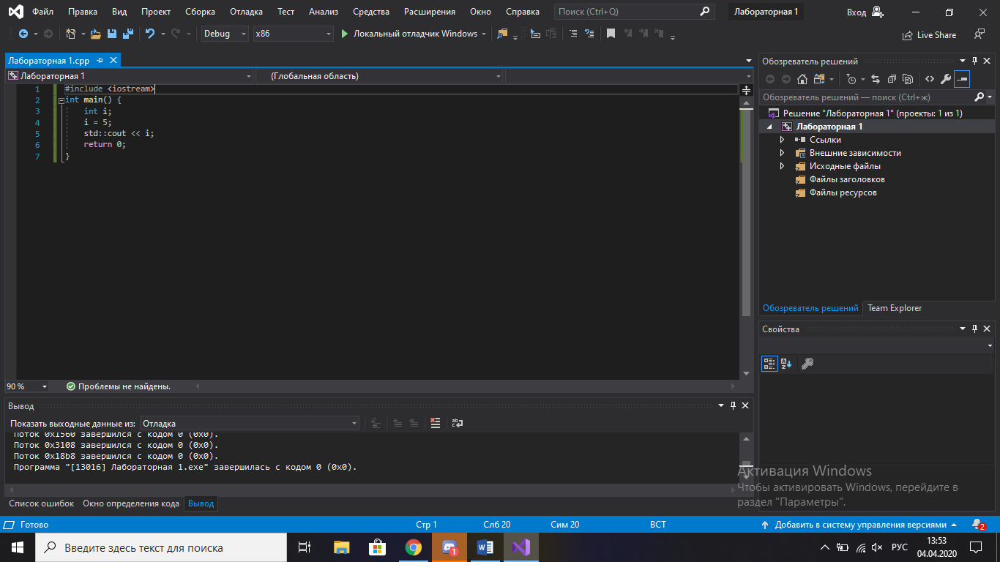 Файл Правка Вид Проект Сборка Отладка Тест Анализ Средства Расширения Окно Справка Поиск (Ctrl+Q) Лабораторная 1 Вход
Debug x86 Локальный отладчик Windows Live Share
Лабораторная 1.cpp
Лабораторная 1 (Глобальная область)
1 #include <iostream>
2 int main() {
3 int i;
4 i = 5;
5 std::cout << i;
6 return 0;
7 }
90 % Проблемы не найдены.
Вывод
Показать выходные данные из: Отладка
Поток 0x1560 завершился с кодом 0 (0x0).
Поток 0x3108 завершился с кодом 0 (0x0).
Поток 0x18b8 завершился с кодом 0 (0x0).
Программа "[13016] Лабораторная 1.exe" завершилась с кодом 0 (0x0).
Список ошибок Окно определения кода Вывод
Обозреватель решений
Обозреватель решений — поиск (Ctrl+ж)
Решение "Лабораторная 1" (проекты: 1 из 1)
Лабораторная 1
Ссылки
Внешние зависимости
Исходные файлы
Файлы заголовков
Файлы ресурсов
Обозреватель решений Team Explorer
Свойства
Активация Windows
Чтобы активировать Windows, перейдите в
раздел "Параметры".
Готово Стр 1 Слб 20 Сим 20 ВСТ Добавить в систему управления версиями 2
Введите здесь текст для поиска 1 РУС 13:53
04.04.2020